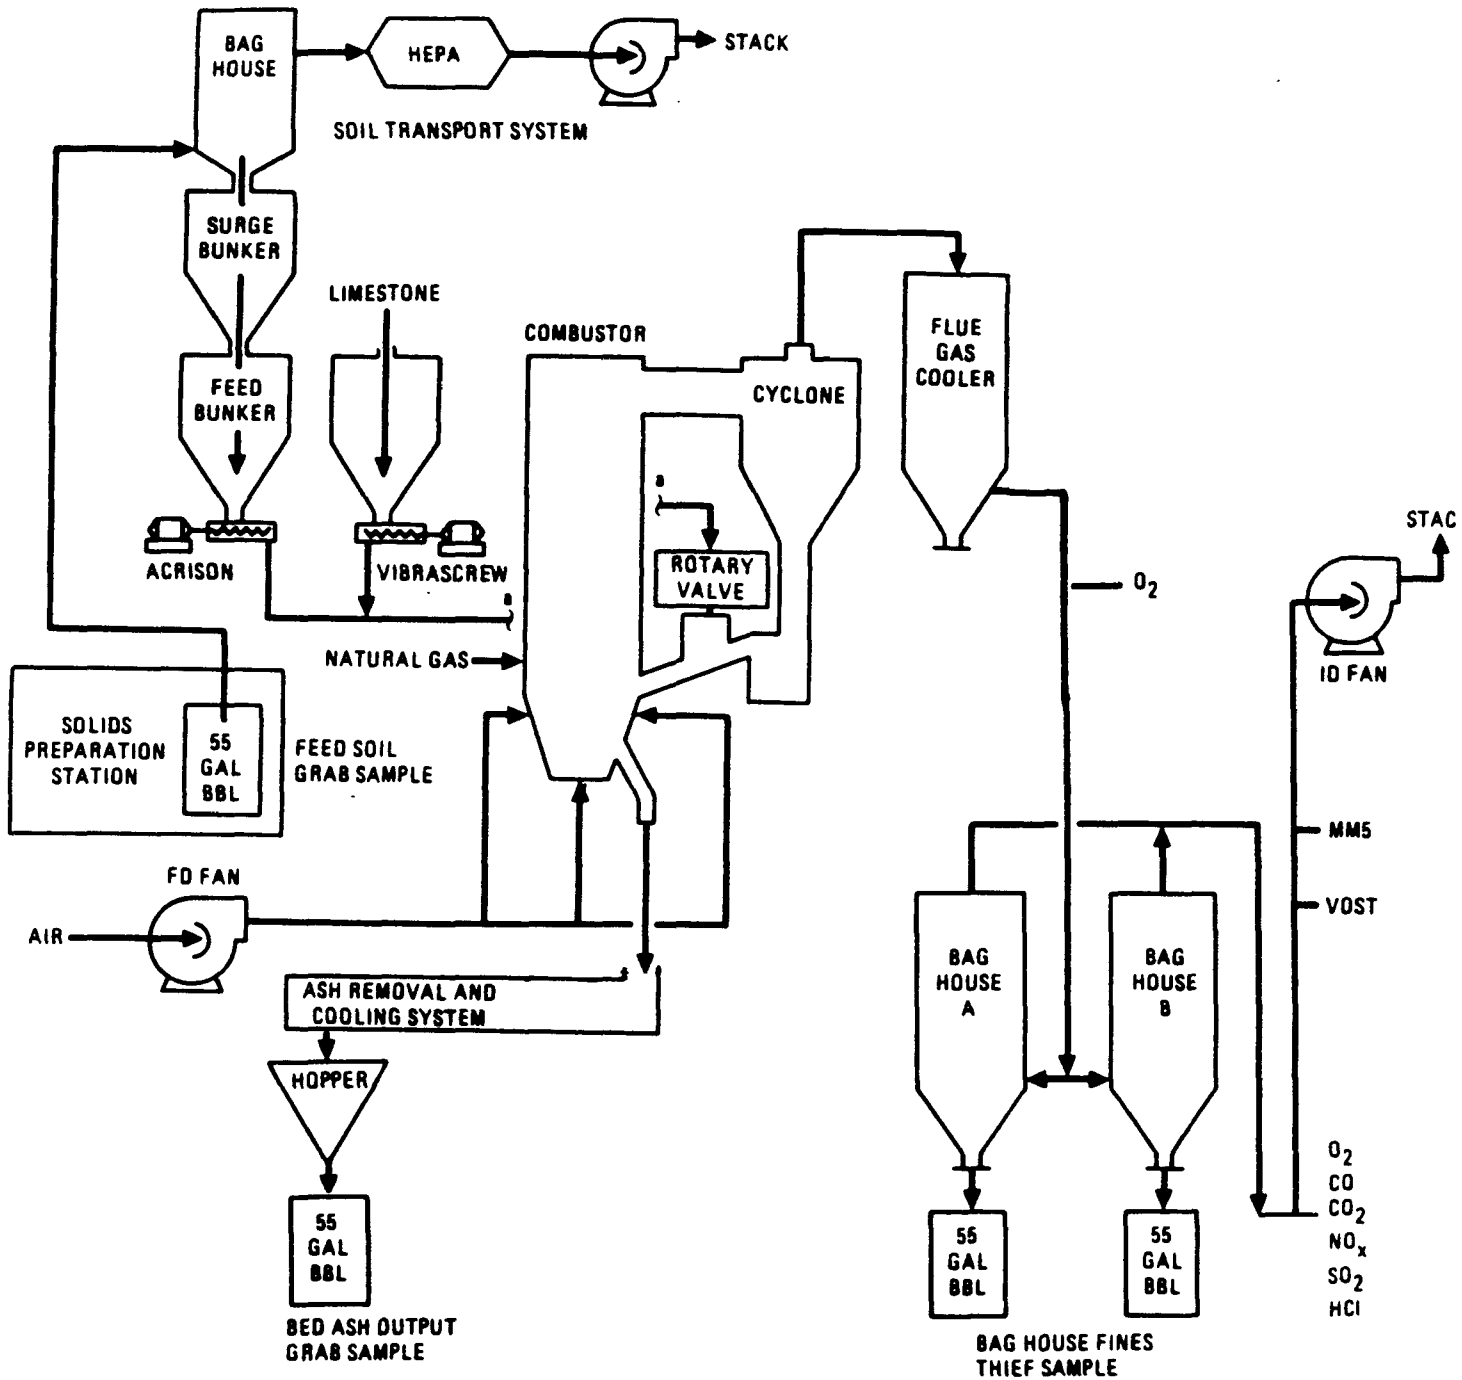 BAG
HOUSE
HEPA
STACK
SOIL TRANSPORT SYSTEM
SURGE
BUNKER
LIMESTONE
COMBUSTOR
FLUE
GAS
COOLER
FEED
BUNKER
CYCLONE
a
ROTARY
VALVE
ACRISON
VIBRASCREW
a
O2
STAC
ID FAN
NATURAL GAS
SOLIDS
PREPARATION
STATION
55
GAL
BBL
FEED SOIL
GRAB SAMPLE
MM5
VOST
FD FAN
AIR
BAG
HOUSE
A
BAG
HOUSE
B
ASH REMOVAL AND
COOLING SYSTEM
HOPPER
55
GAL
BBL
BED ASH OUTPUT
GRAB SAMPLE
55
GAL
BBL
55
GAL
BBL
BAG HOUSE FINES
THIEF SAMPLE
O2
CO
CO2
NOx
SO2
HCl